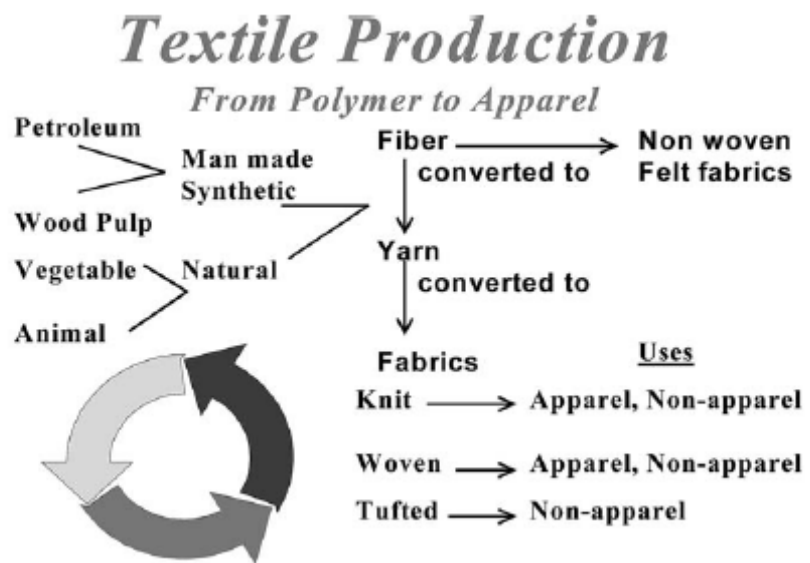 Textile Production
From Polymer to Apparel
Petroleum
Wood Pulp
Vegetable
Animal
Man made
Synthetic
Natural
Fiber
converted to
Non woven
Felt fabrics
Yarn
converted to
Fabrics
Uses
Knit
Apparel, Non-apparel
Woven
Apparel, Non-apparel
Tufted
Non-apparel